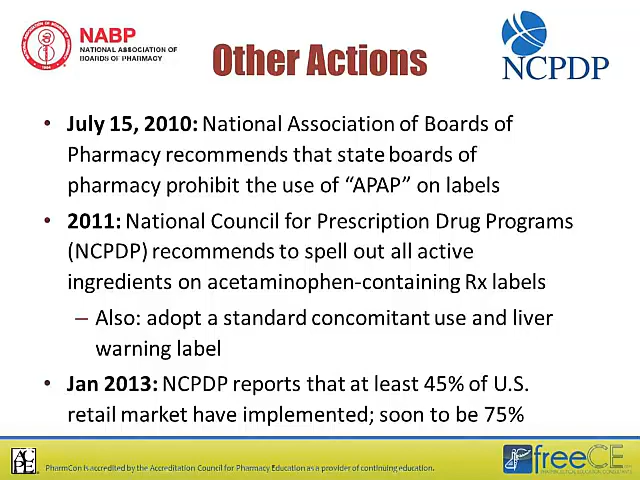 NABP
NATIONAL ASSOCIATION OF
BOARDS OF PHARMACY
Other Actions
NCPDP
• July 15, 2010: National Association of Boards of
Pharmacy recommends that state boards of
pharmacy prohibit the use of “APAP” on labels
• 2011: National Council for Prescription Drug Programs
(NCPDP) recommends to spell out all active
ingredients on acetaminophen-containing Rx labels
– Also: adopt a standard concomitant use and liver
warning label
• Jan 2013: NCPDP reports that at least 45% of U.S.
retail market have implemented; soon to be 75%
PharmCon is accredited by the Accreditation Council for Pharmacy Education as a provider of continuing education.
freeCE